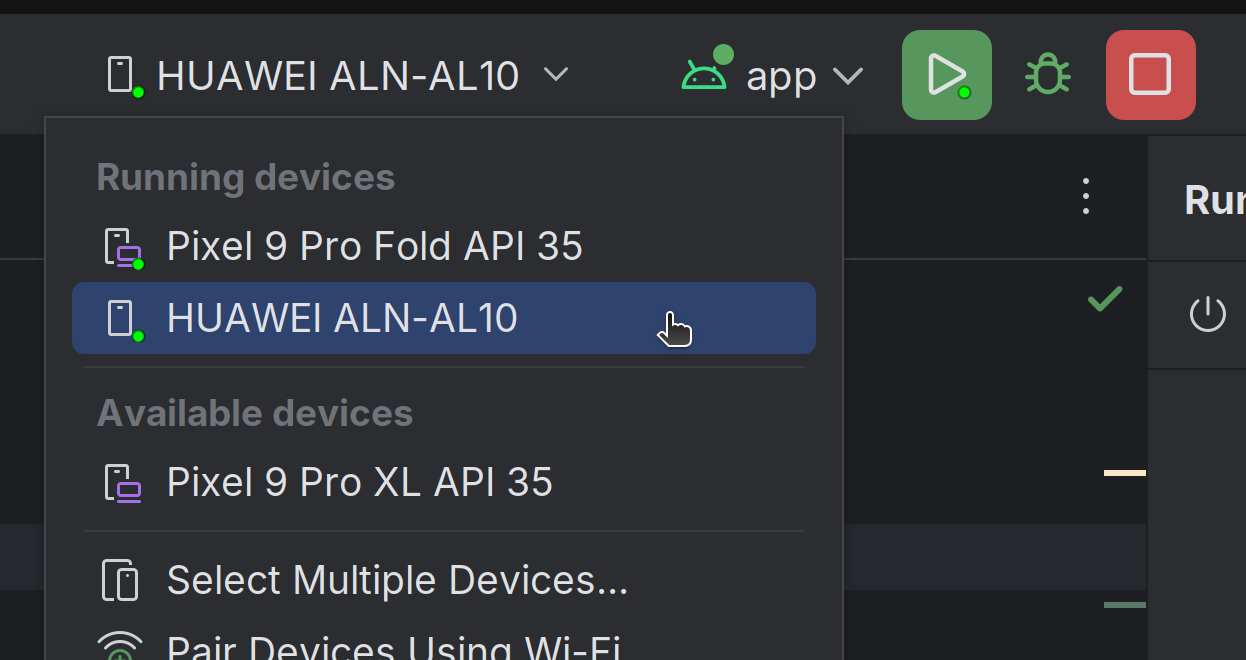 HUAWEI ALN-AL10
app
Running devices
Run
Pixel 9 Pro Fold API 35
HUAWEI ALN-AL10
Available devices
Pixel 9 Pro XL API 35
Select Multiple Devices...
Pair Devices Using Wi-Fi